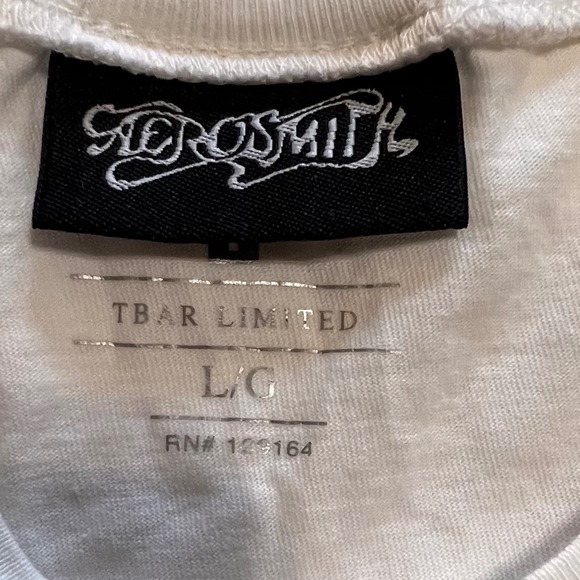 AEROSMITH
TBAR LIMITED
L/G
RN# 129164